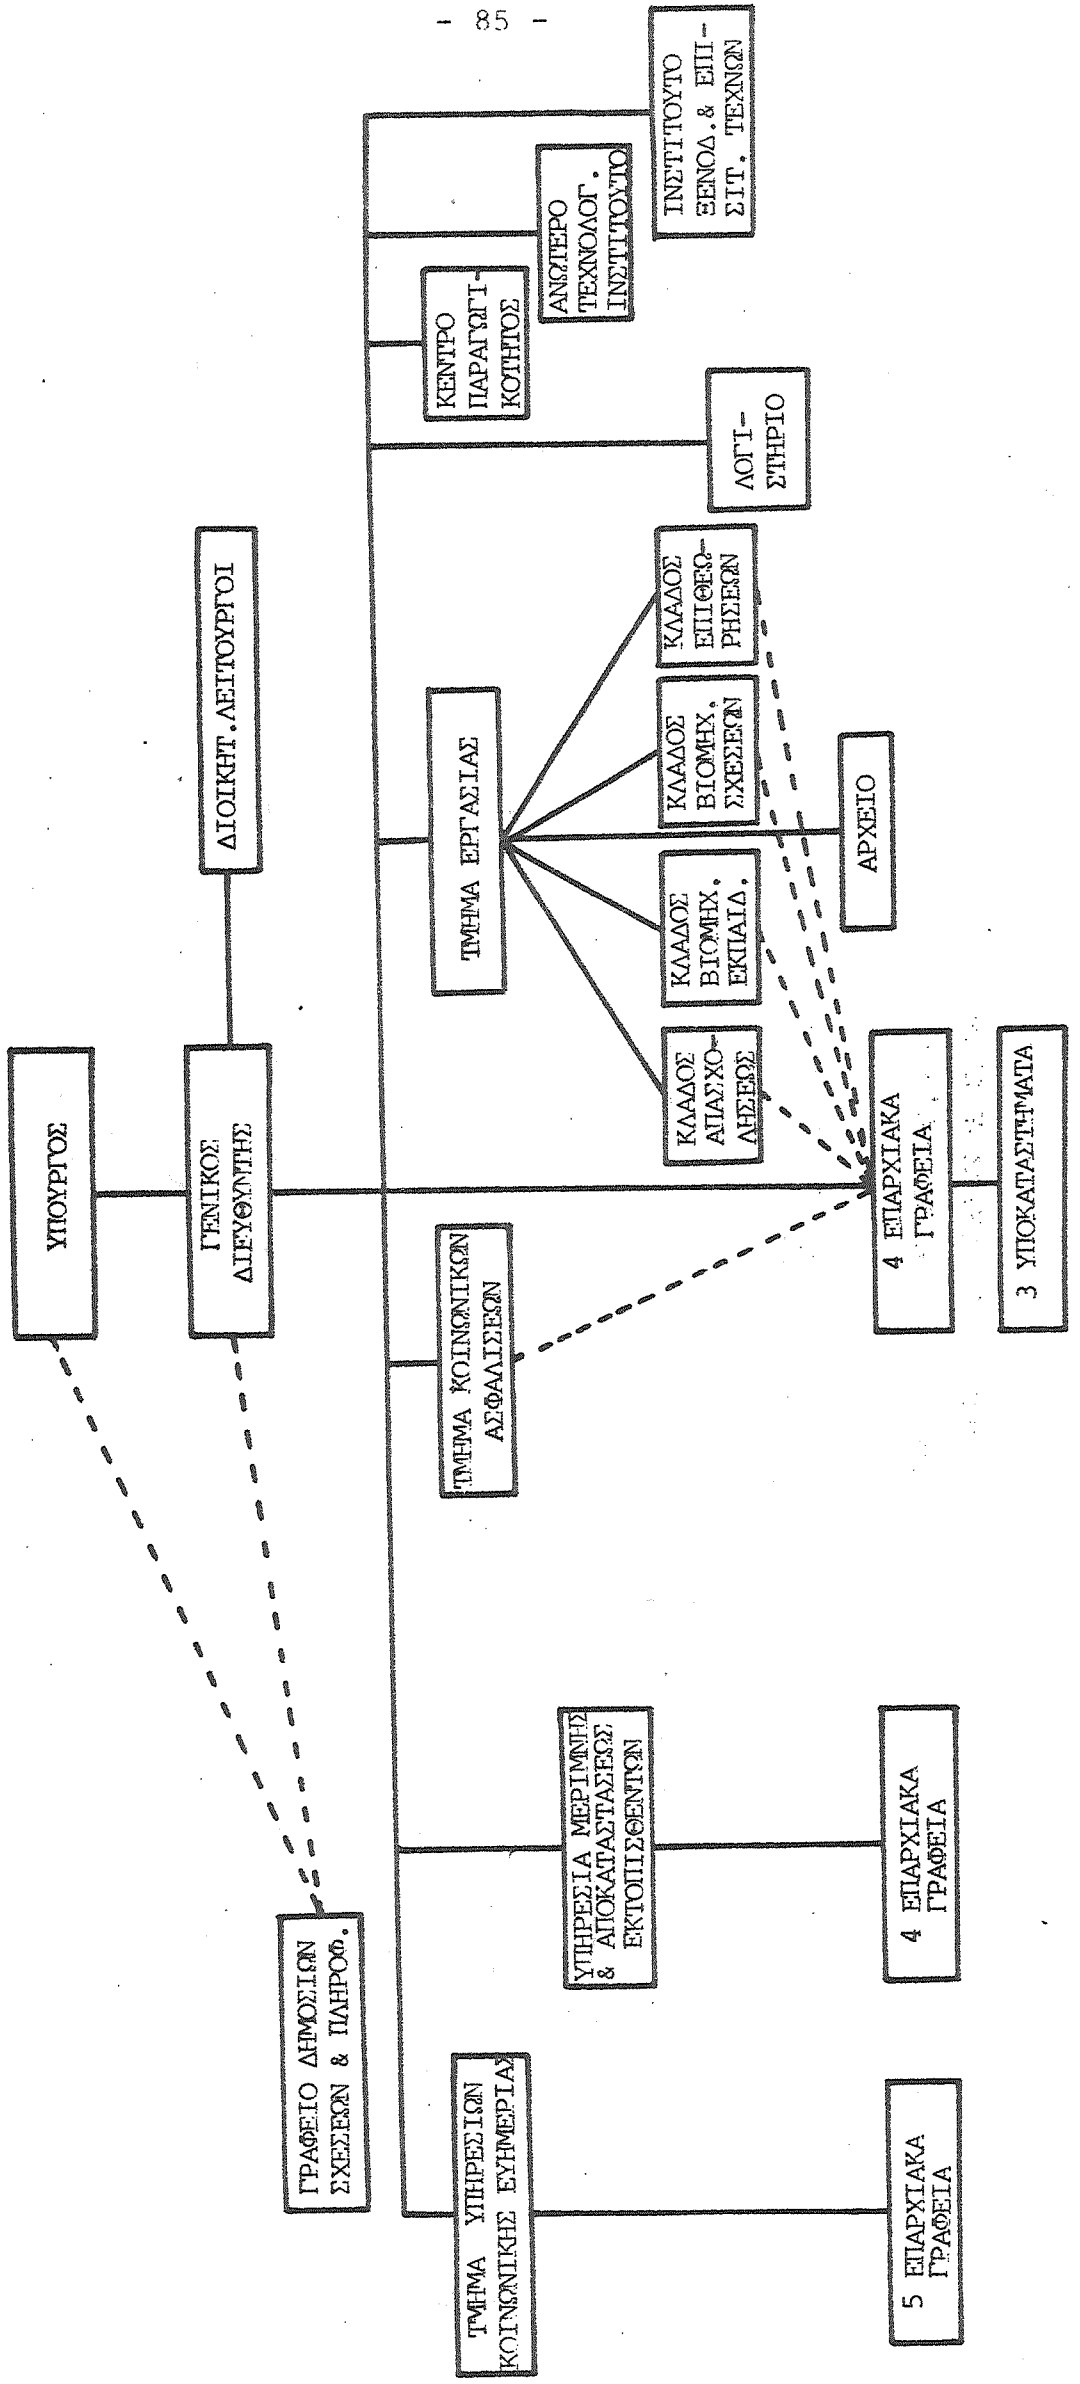 - 85 -
ΥΠΟΥΡΓΟΣ
ΓΕΝΙΚΟΣ
ΔΙΕΥΘΥΝΤΗΣ
ΔΙΟΙΚΗΤ.ΛΕΙΤΟΥΡΓΟΙ
ΓΡΑΦΕΙΟ ΔΗΜΟΣΙΩΝ
ΣΧΕΣΕΩΝ & ΠΛΗΡΟΦ.
ΤΜΗΜΑ ΥΠΗΡΕΣΙΩΝ
ΚΟΙΝΩΝΙΚΗΣ ΕΥΗΜΕΡΙΑΣ
ΥΠΗΡΕΣΙΑ ΜΕΡΙΜΝΗΣ
& ΑΠΟΚΑΤΑΣΤΑΣΕΩΣ
ΕΚΤΟΠΙΣΘΕΝΤΩΝ
ΤΜΗΜΑ ΚΟΙΝΩΝΙΚΩΝ
ΑΣΦΑΛΙΣΕΩΝ
ΤΜΗΜΑ ΕΡΓΑΣΙΑΣ
ΚΕΝΤΡΟ
ΠΑΡΑΓΩΓΙ-
ΚΟΤΗΤΟΣ
ΑΝΩΤΕΡΟ
ΤΕΧΝΟΛΟΓ.
ΙΝΣΤΙΤΟΥΤΟ
ΙΝΣΤΙΤΟΥΤΟ
ΞΕΝΟΔ.& ΕΠΙ-
ΣΙΤ. ΤΕΧΝΩΝ
ΚΛΑΔΟΣ
ΑΠΑΣΧΟ-
ΛΗΣΕΩΣ
ΚΛΑΔΟΣ
ΒΙΟΜΗΧ.
ΕΚΠΑΙΔ.
ΚΛΑΔΟΣ
ΒΙΟΜΗΧ.
ΣΧΕΣΕΩΝ
ΚΛΑΔΟΣ
ΕΠΙΘΕΩ-
ΡΗΣΕΩΝ
ΛΟΓΙ-
ΣΤΗΡΙΟ
ΑΡΧΕΙΟ
5 ΕΠΑΡΧΙΑΚΑ
ΓΡΑΦΕΙΑ
4 ΕΠΑΡΧΙΑΚΑ
ΓΡΑΦΕΙΑ
4 ΕΠΑΡΧΙΑΚΑ
ΓΡΑΦΕΙΑ
3 ΥΠΟΚΑΤΑΣΤΗΜΑΤΑ